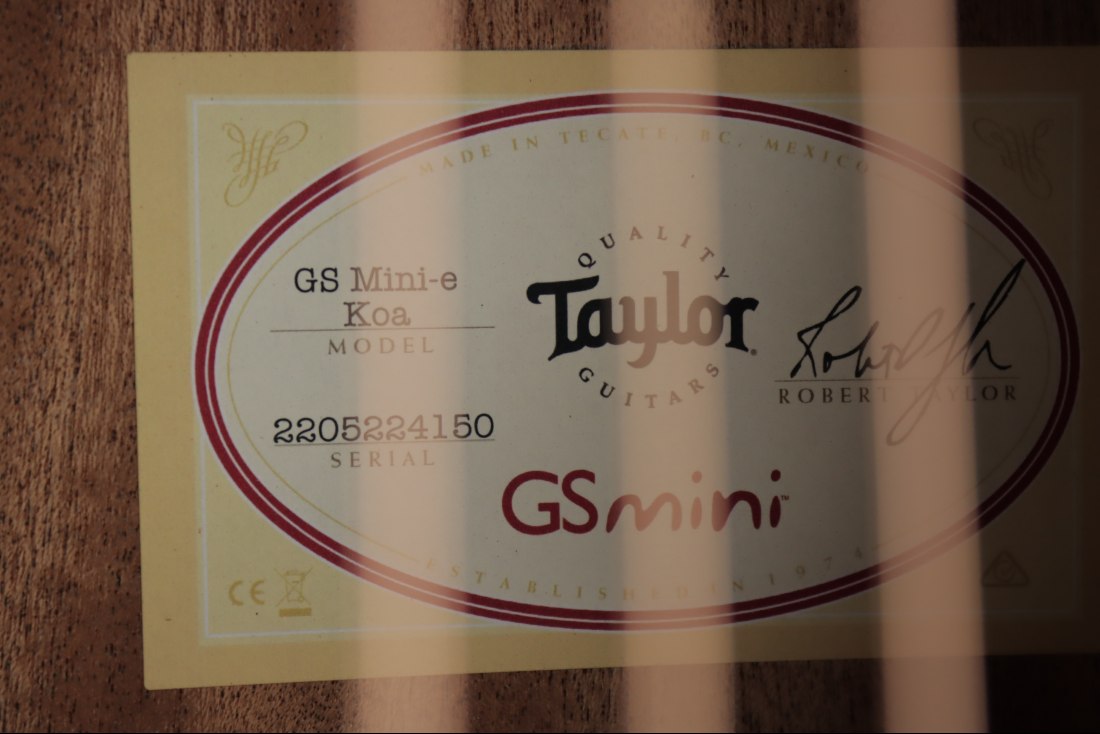 MADE IN TECATE, BC, MEXICO
GS Mini-e
Koa
MODEL
2205224150
SERIAL
QUALITY
Taylor
GUITARS
ROBERT TAYLOR
GSmini™
ESTABLISHED IN 1974
CE